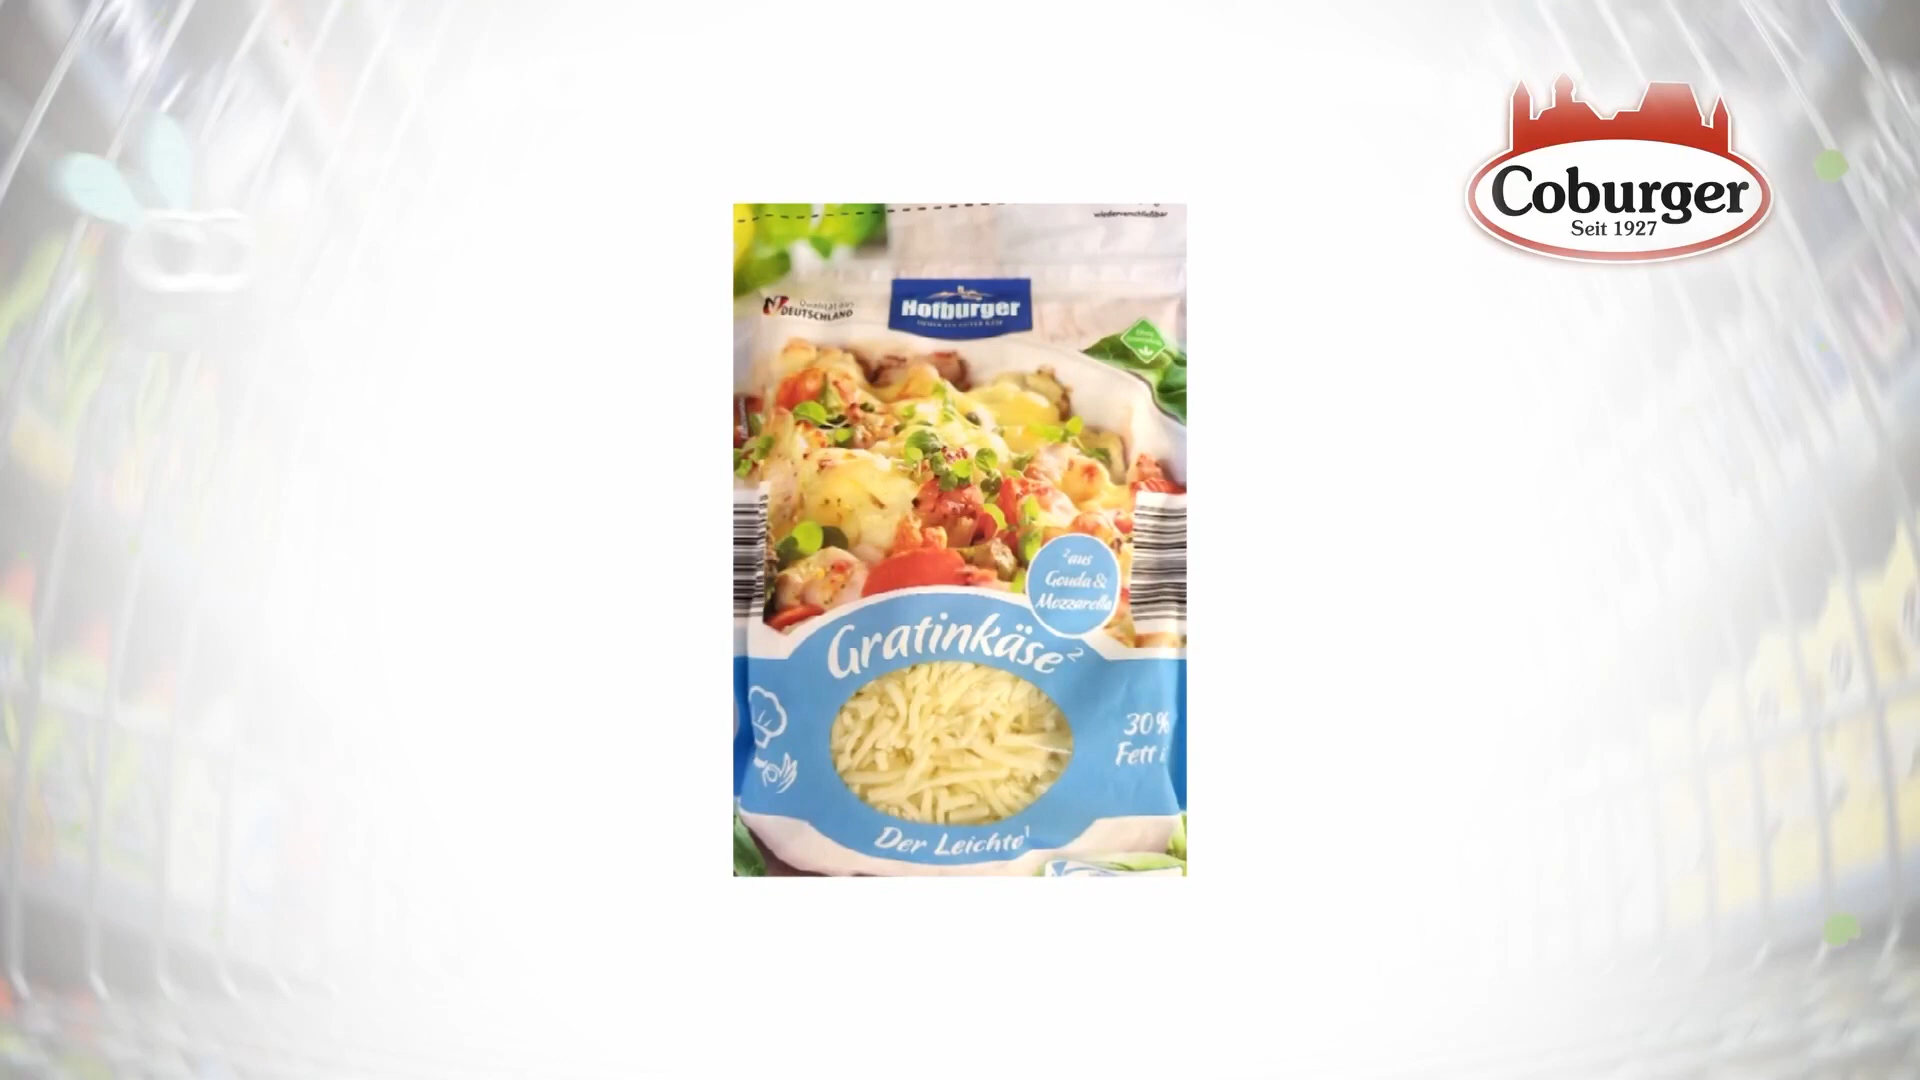 Coburger
Seit 1927
wiederverschließbar
Qualität aus
DEUTSCHLAND
Hofburger
²aus
Gouda &
Mozzarella
Gratinkäse²
30%
Fett i
Der Leichte¹